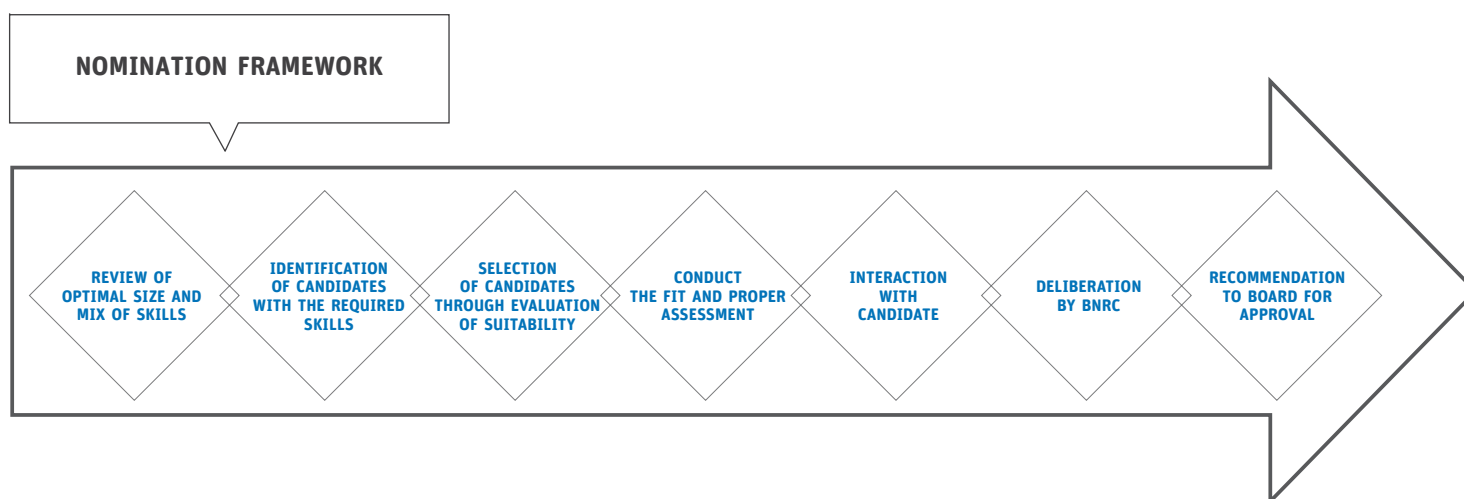 NOMINATION FRAMEWORK
REVIEW OF
OPTIMAL SIZE AND
MIX OF SKILLS
IDENTIFICATION
OF CANDIDATES
WITH THE REQUIRED
SKILLS
SELECTION
OF CANDIDATES
THROUGH EVALUATION
OF SUITABILITY
CONDUCT
THE FIT AND PROPER
ASSESSMENT
INTERACTION
WITH
CANDIDATE
DELIBERATION
BY BNRC
RECOMMENDATION
TO BOARD FOR
APPROVAL